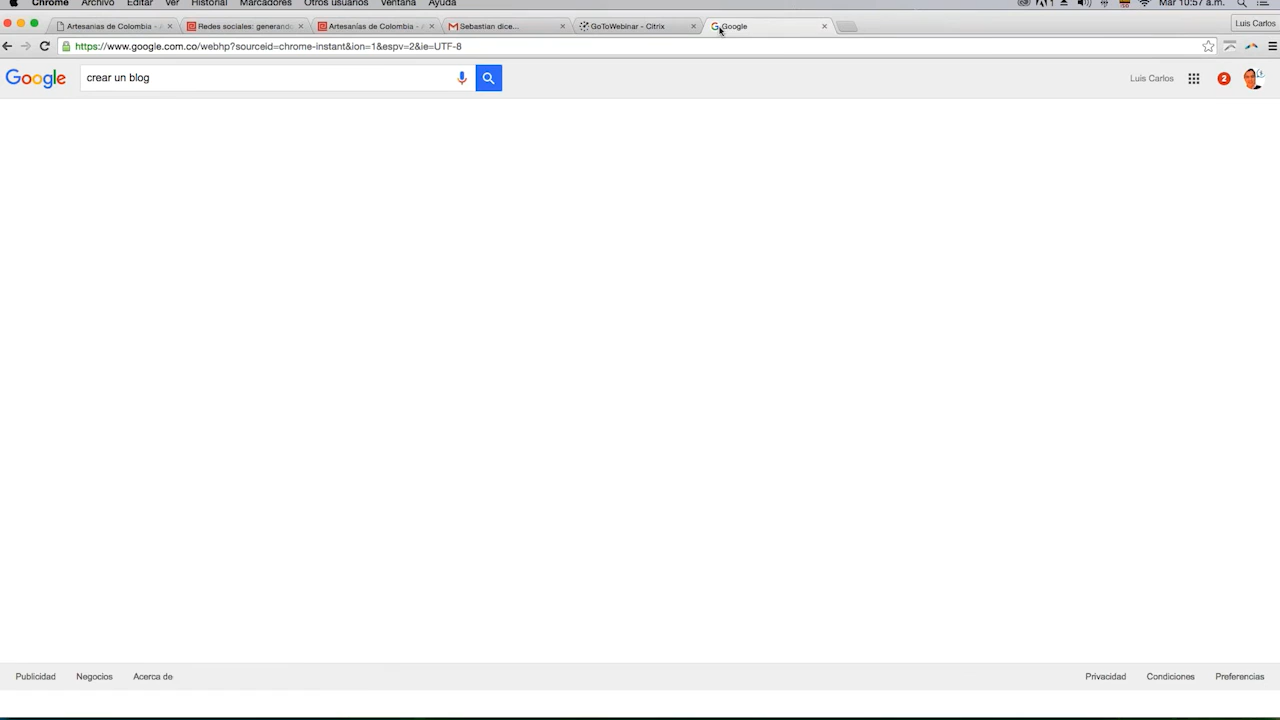 Chrome Archivo Editar Ver Historial Marcadores Otros usuarios Ventana Ayuda Mar 10:57 a.m.
Artesanias de Colombia - A Redes sociales: generando Artesanías de Colombia - A Sebastian dice... GoToWebinar - Citrix Google Luis Carlos
https://www.google.com.co/webhp?sourceid=chrome-instant&ion=1&espv=2&ie=UTF-8
Google crear un blog Luis Carlos 2
Publicidad Negocios Acerca de Privacidad Condiciones Preferencias